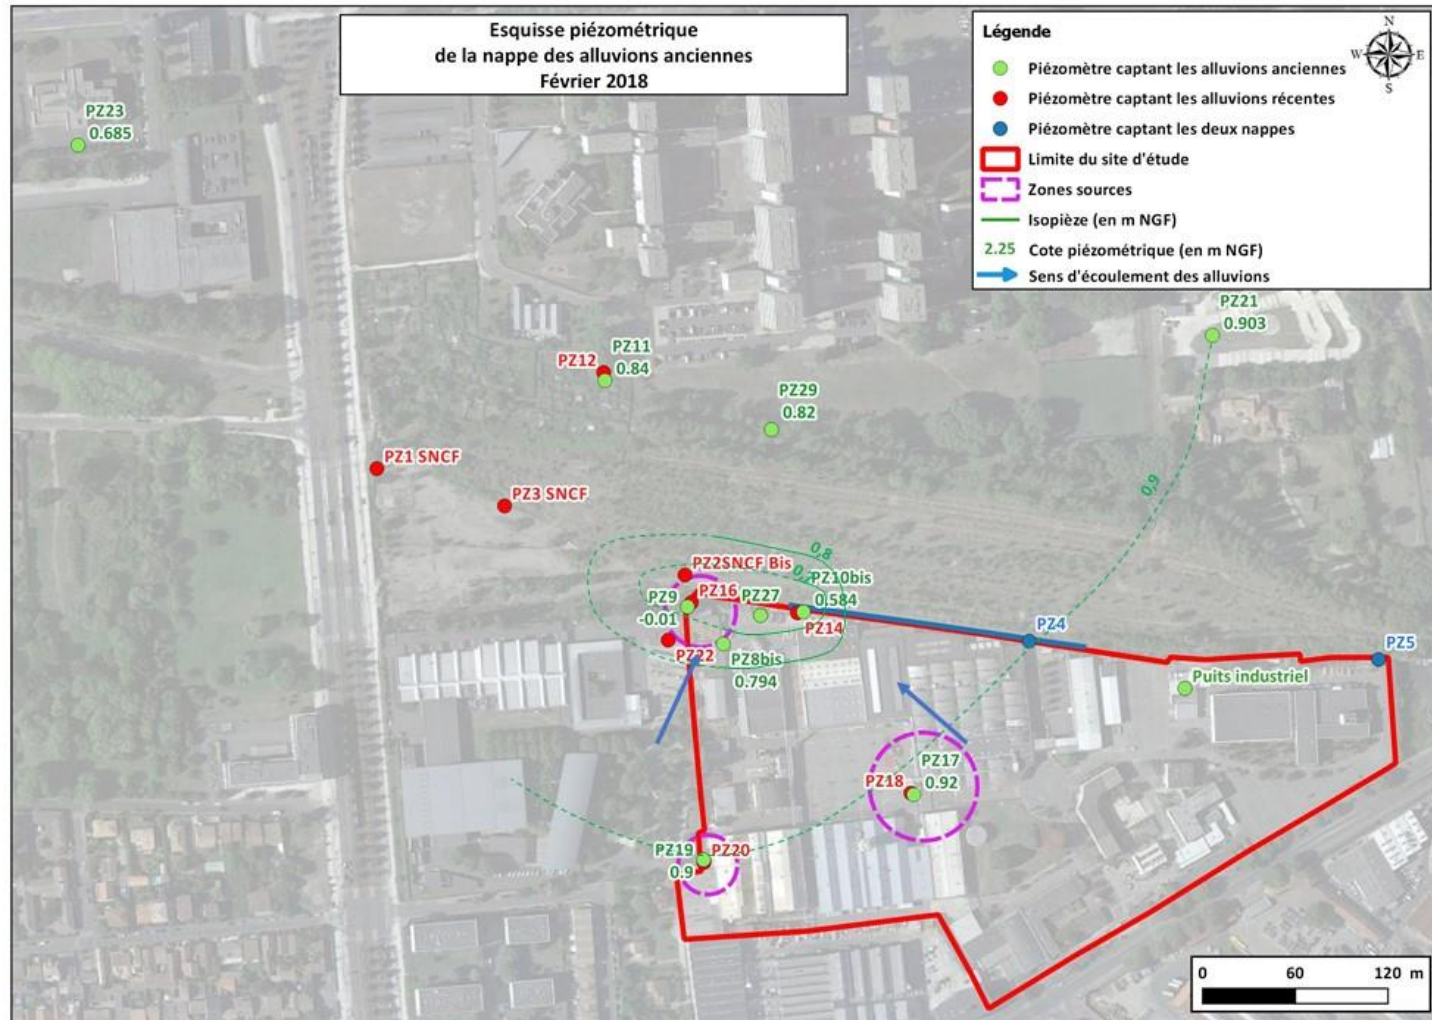 Esquisse piézométrique
de la nappe des alluvions anciennes
Février 2018
Légende
Piézomètre captant les alluvions anciennes
Piézomètre captant les alluvions récentes
Piézomètre captant les deux nappes
Limite du site d'étude
Zones sources
Isopièze (en m NGF)
2.25 Cote piézométrique (en m NGF)
Sens d'écoulement des alluvions
N
W E
S
PZ23
0.685
PZ21
0.903
PZ12
PZ11
0.84
PZ29
0.82
PZ1 SNCF
PZ3 SNCF
0,9
0,8
PZ2SNCF Bis
PZ10bis
0.584
PZ16
PZ9
-0.01
PZ27
PZ14
PZ22
PZ8bis
0.794
PZ4
PZ5
Puits industriel
PZ17
0.92
PZ18
PZ19
0.9
PZ20
0 60 120 m